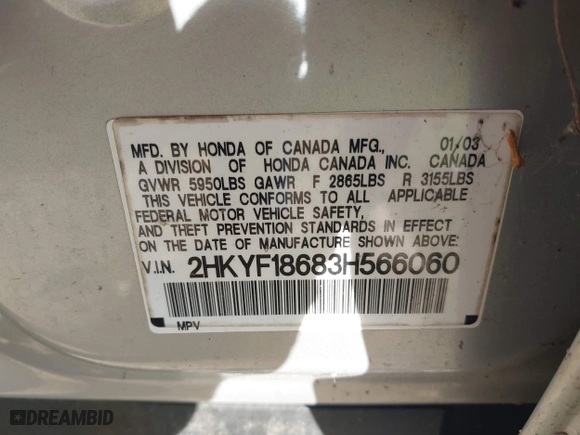 MFD. BY HONDA OF CANADA MFG., 01/03
A DIVISION OF HONDA CANADA INC. CANADA
GVWR 5950LBS GAWR F 2865LBS R 3155LBS
THIS VEHICLE CONFORMS TO ALL APPLICABLE
FEDERAL MOTOR VEHICLE SAFETY,
AND THEFT PREVENTION STANDARDS IN EFFECT
ON THE DATE OF MANUFACTURE SHOWN ABOVE:
V.I.N. 2HKYF18683H566060
MPV
DREAMBID